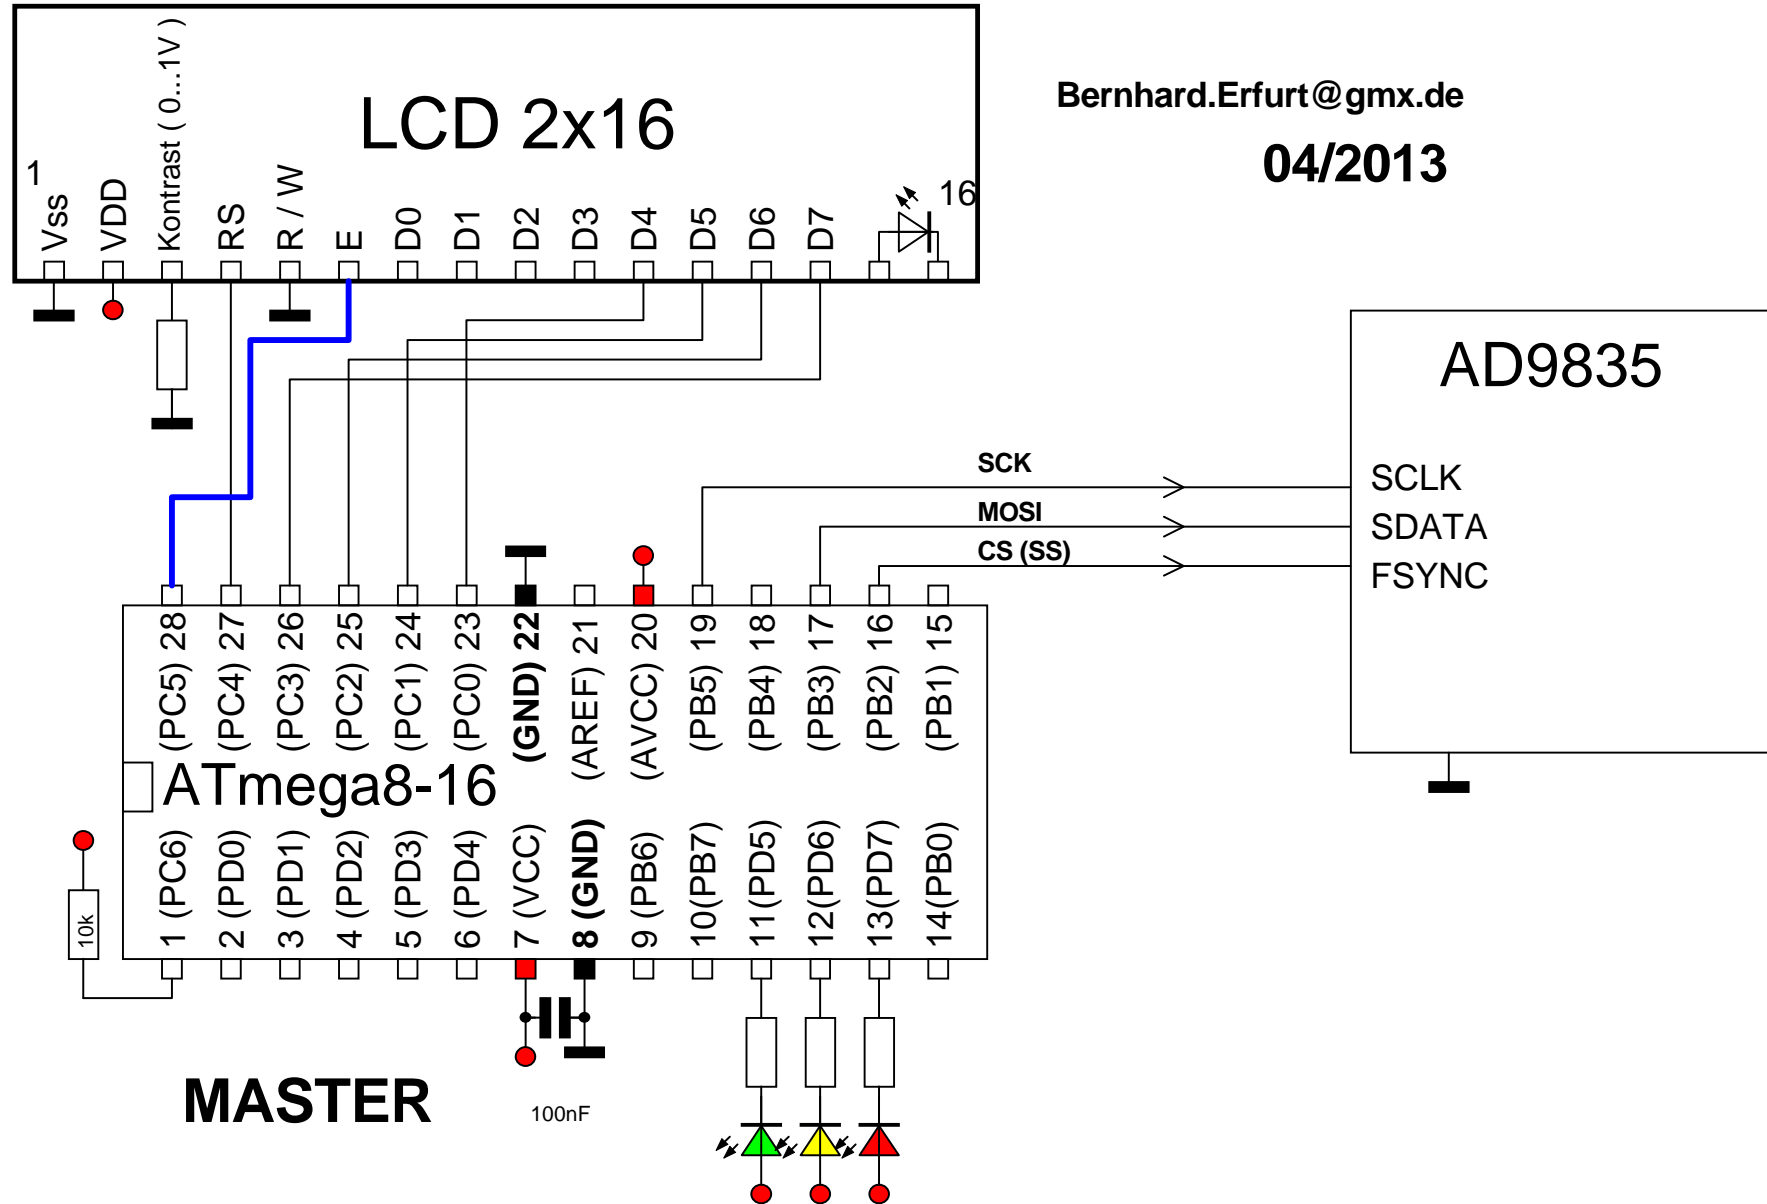 LCD 2x16
1
Vss
VDD
Kontrast ( 0...1V )
RS
R / W
E
D0
D1
D2
D3
D4
D5
D6
D7
16
Bernhard.Erfurt@gmx.de
04/2013
AD9835
SCLK
SDATA
FSYNC
SCK
MOSI
CS (SS)
(PC5) 28
(PC4) 27
(PC3) 26
(PC2) 25
(PC1) 24
(PC0) 23
(GND) 22
(AREF) 21
(AVCC) 20
(PB5) 19
(PB4) 18
(PB3) 17
(PB2) 16
(PB1) 15
ATmega8-16
10k
1 (PC6)
2 (PD0)
3 (PD1)
4 (PD2)
5 (PD3)
6 (PD4)
7 (VCC)
8 (GND)
9 (PB6)
10(PB7)
11(PD5)
12(PD6)
13(PD7)
14(PB0)
MASTER
100nF